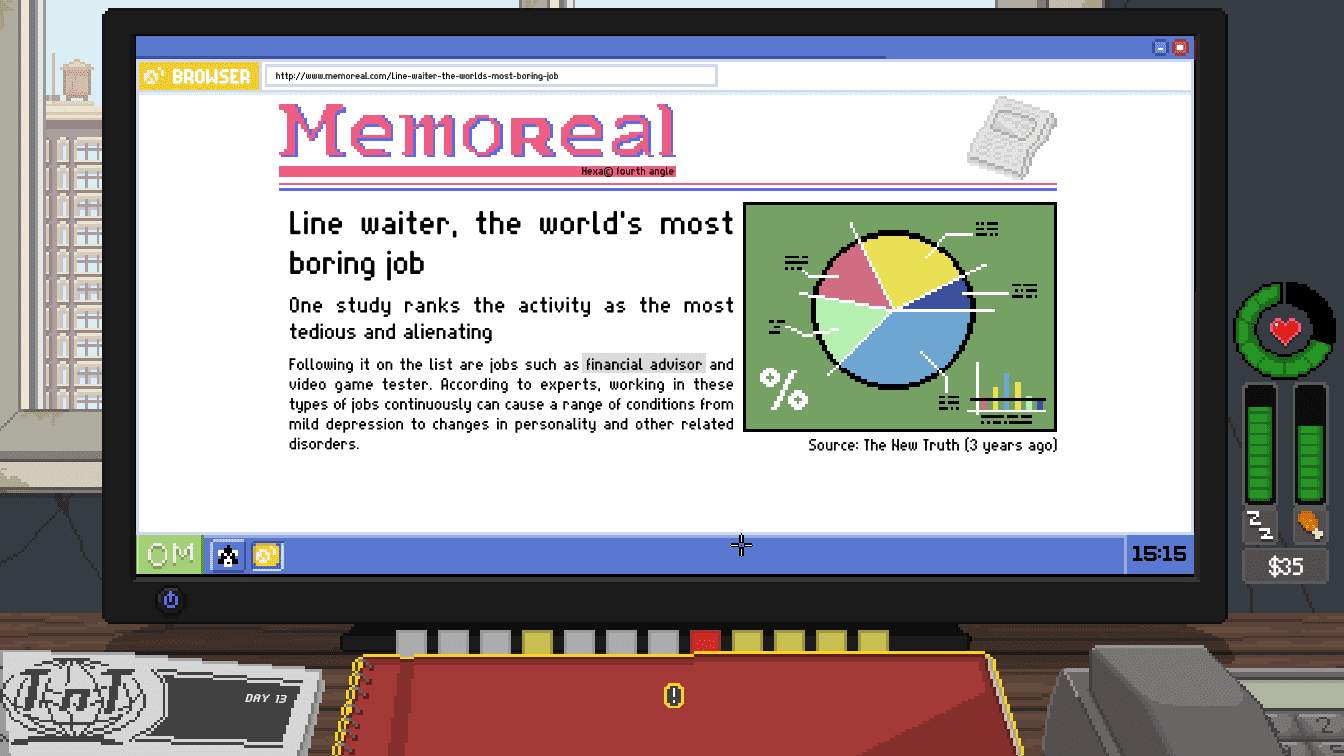 BROWSER
http://www.memoreal.com/Line-waiter-the-worlds-most-boring-job
Memoreal
Hexa© fourth angle
Line waiter, the world's most
boring job
One study ranks the activity as the most
tedious and alienating
Following it on the list are jobs such as financial advisor and
video game tester. According to experts, working in these
types of jobs continuously can cause a range of conditions from
mild depression to changes in personality and other related
disorders.
%
Source: The New Truth (3 years ago)
OM
15:15
Z
Z
$35
DAY 13
!
2